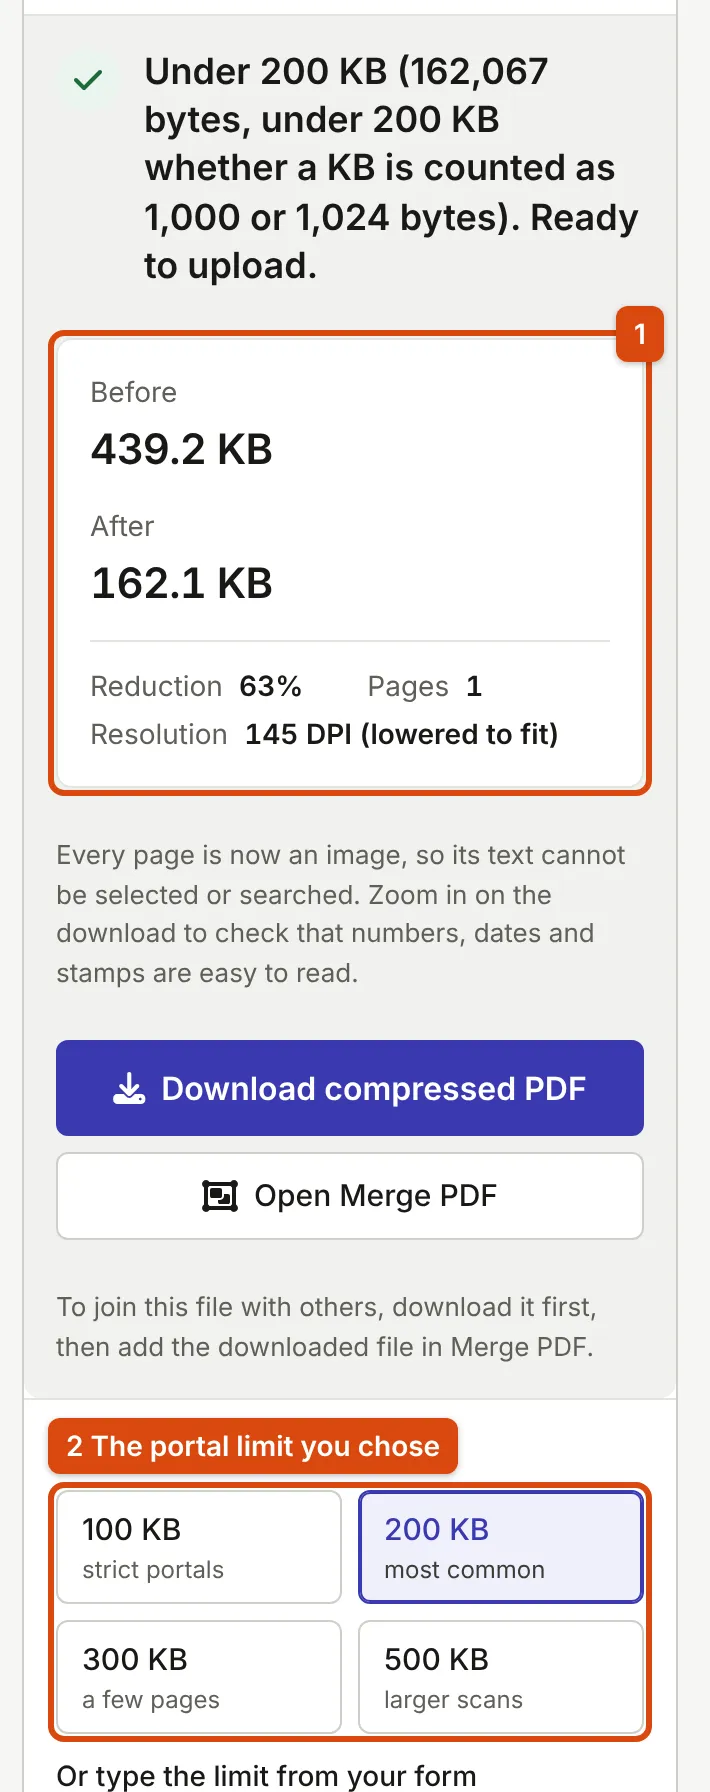 Under 200 KB (162,067
bytes, under 200 KB
whether a KB is counted as
1,000 or 1,024 bytes). Ready
to upload.
1
Before
439.2 KB
After
162.1 KB
Reduction 63% Pages 1
Resolution 145 DPI (lowered to fit)
Every page is now an image, so its text cannot
be selected or searched. Zoom in on the
download to check that numbers, dates and
stamps are easy to read.
Download compressed PDF
Open Merge PDF
To join this file with others, download it first,
then add the downloaded file in Merge PDF.
2 The portal limit you chose
100 KB
strict portals
200 KB
most common
300 KB
a few pages
500 KB
larger scans
Or type the limit from your form